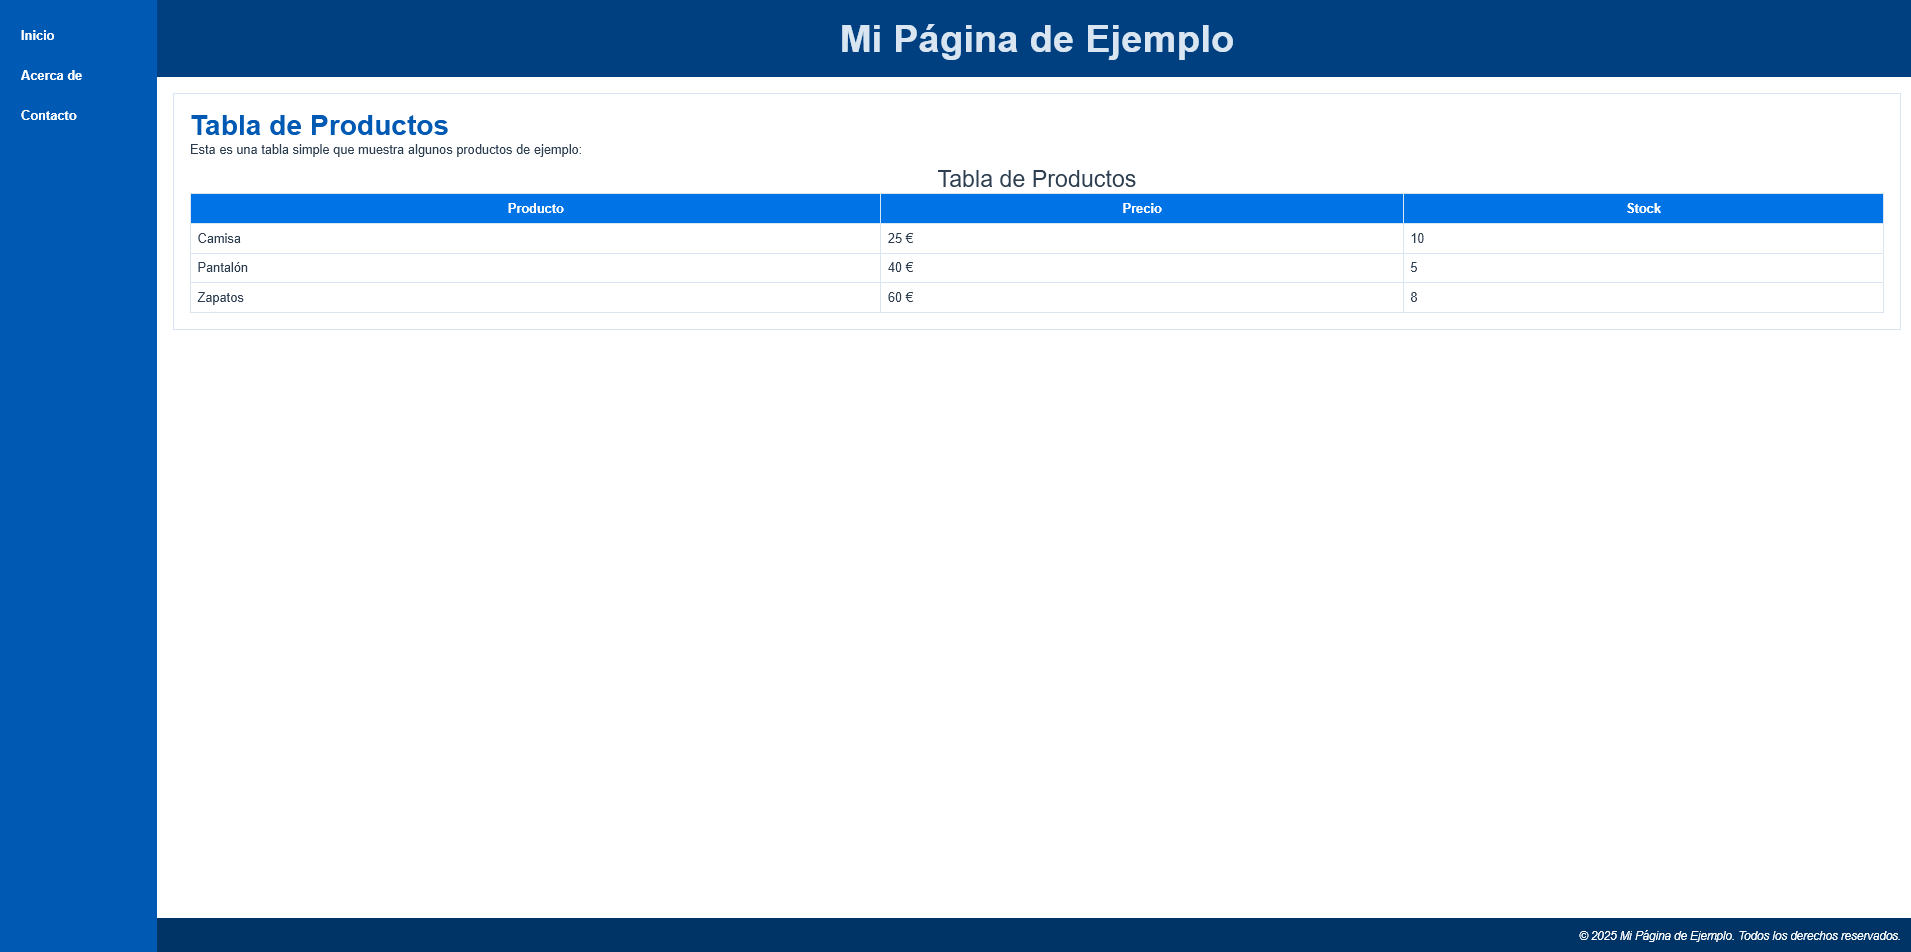 Inicio
Acerca de
Contacto
Mi Página de Ejemplo
Tabla de Productos
Esta es una tabla simple que muestra algunos productos de ejemplo:
Tabla de Productos
Producto Precio Stock
Camisa 25 € 10
Pantalón 40 € 5
Zapatos 60 € 8
© 2025 Mi Página de Ejemplo. Todos los derechos reservados.